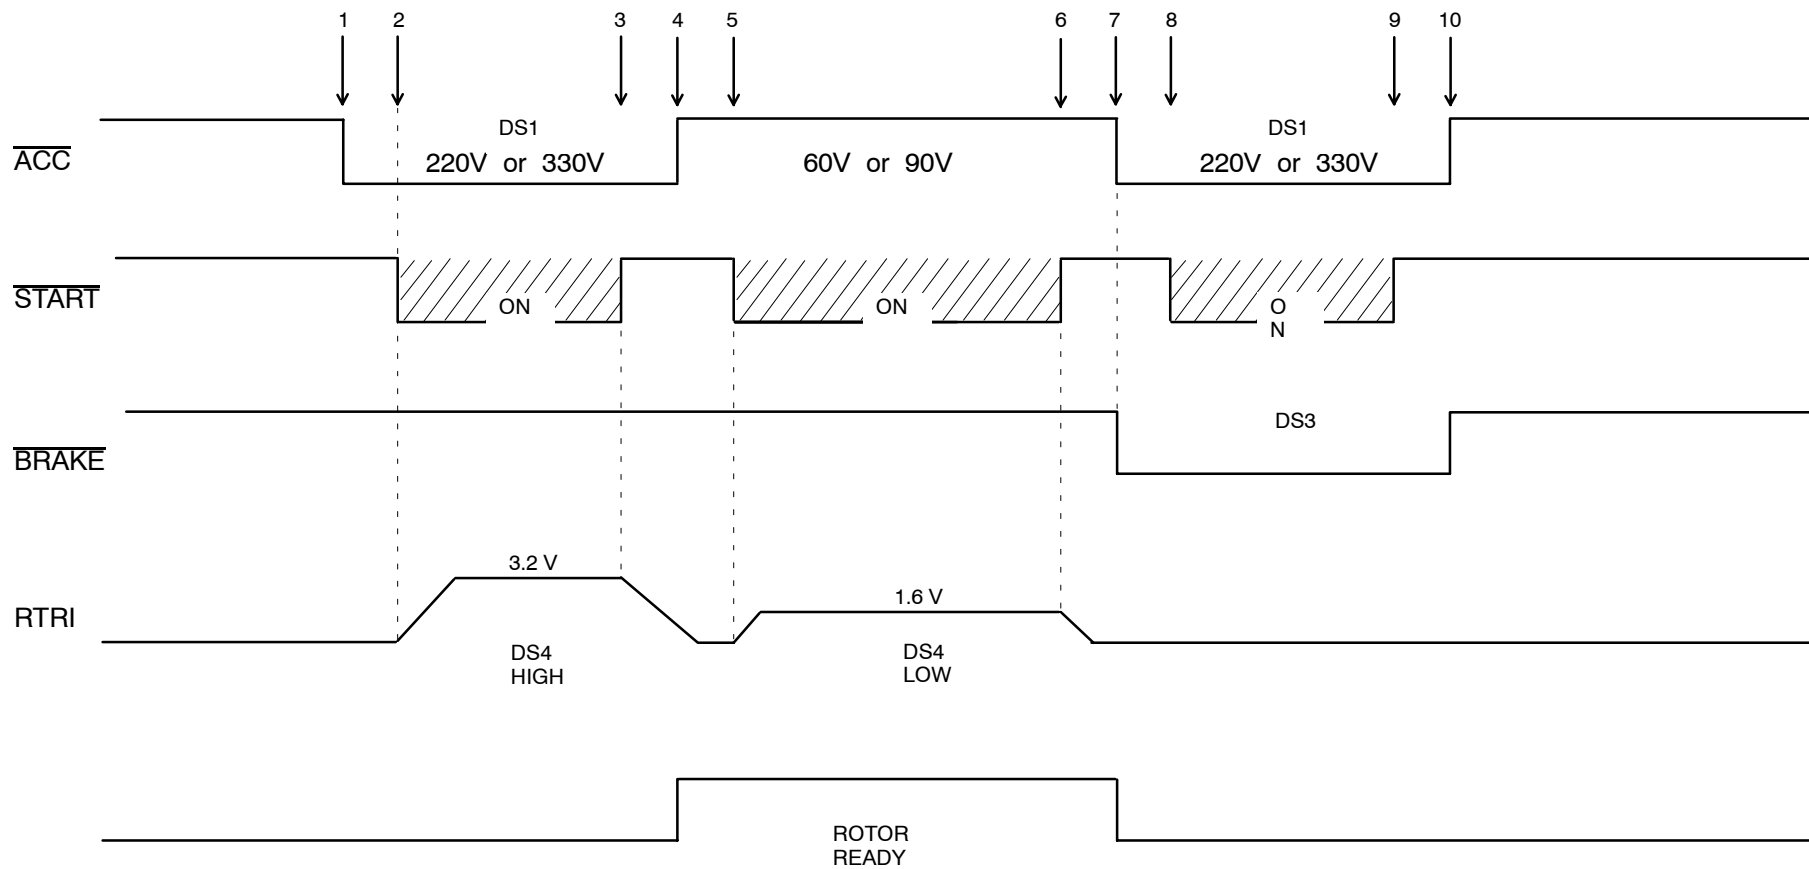 1 2 3 4 5 6 7 8 9 10
DS1 DS1
ACC 220V or 330V 60V or 90V 220V or 330V
START ON ON O
N
DS3
BRAKE
3.2 V
1.6 V
RTRI
DS4 DS4
HIGH LOW
ROTOR
READY